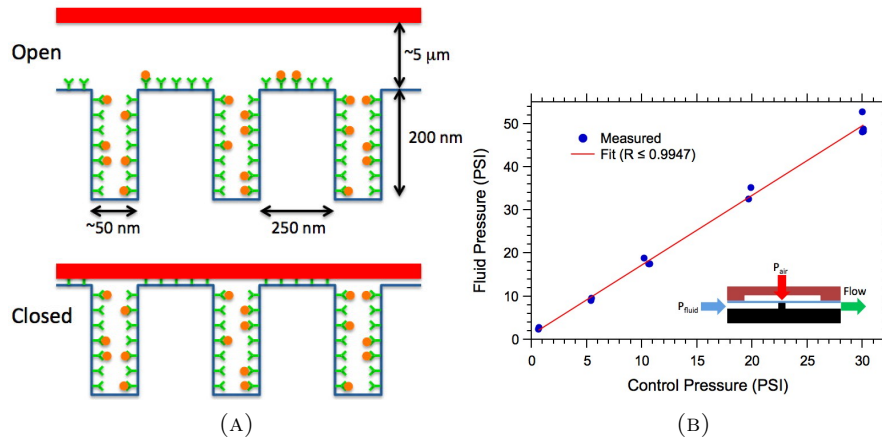 Open
~5 μm
200 nm
~50 nm
250 nm
Closed
(A)
Fluid Pressure (PSI)
50
40
30
20
10
0
Measured
Fit (R ≤ 0.9947)
P_air
Flow
P_fluid
0
5
10
15
20
25
30
Control Pressure (PSI)
(B)